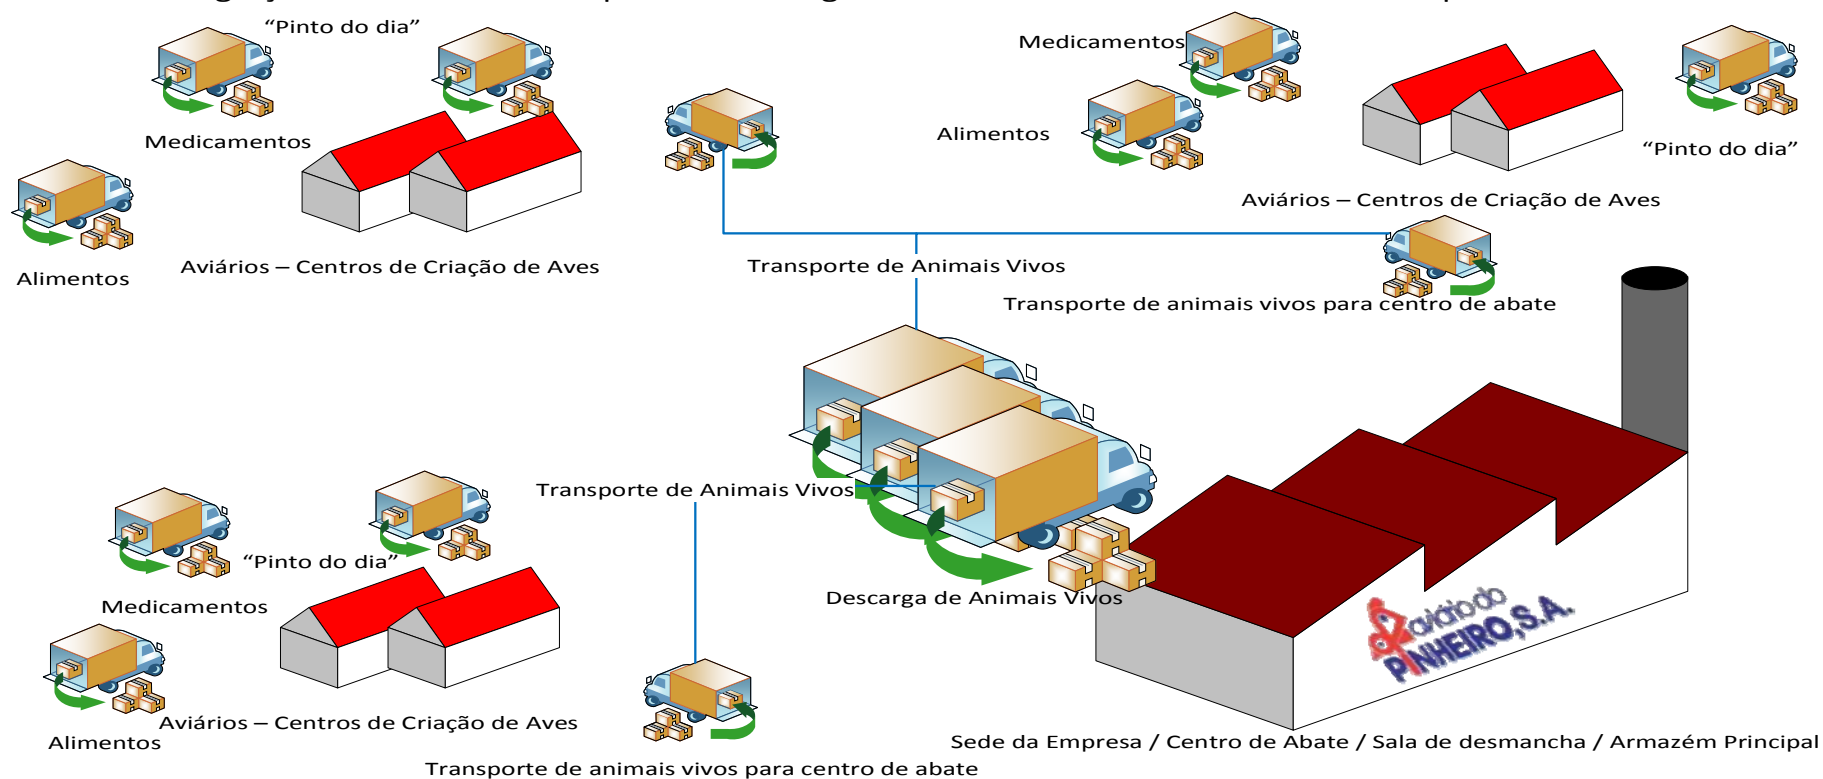 “Pinto do dia”
Medicamentos
Medicamentos
Alimentos
Alimentos
“Pinto do dia”
Aviários – Centros de Criação de Aves
Aviários – Centros de Criação de Aves
Transporte de Animais Vivos
Transporte de animais vivos para centro de abate
Transporte de Animais Vivos
“Pinto do dia”
Medicamentos
Descarga de Animais Vivos
aviário do
PINHEIRO, S.A.
Aviários – Centros de Criação de Aves
Alimentos
Sede da Empresa / Centro de Abate / Sala de desmancha / Armazém Principal
Transporte de animais vivos para centro de abate